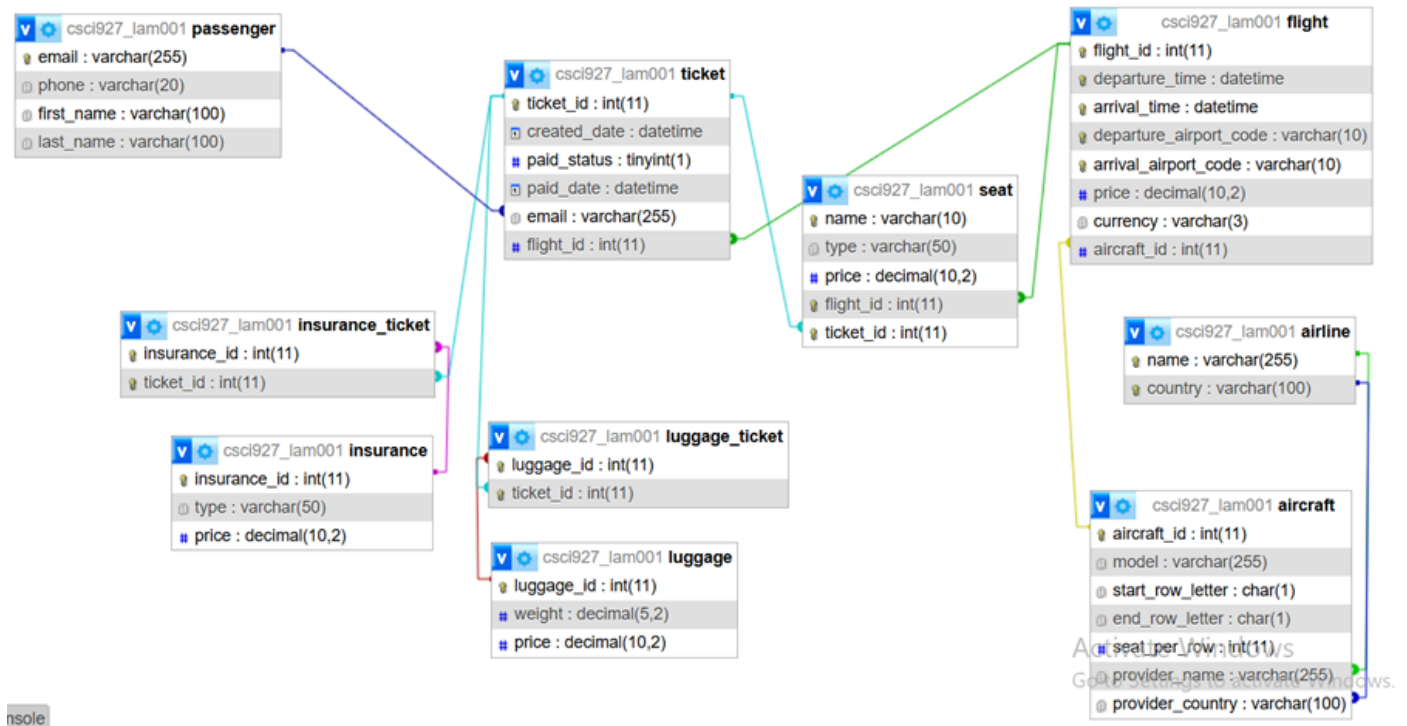 csci927_lam001 passenger
email : varchar(255)
phone : varchar(20)
first_name : varchar(100)
last_name : varchar(100)
csci927_lam001 ticket
ticket_id : int(11)
created_date : datetime
paid_status : tinyint(1)
paid_date : datetime
email : varchar(255)
flight_id : int(11)
csci927_lam001 flight
flight_id : int(11)
departure_time : datetime
arrival_time : datetime
departure_airport_code : varchar(10)
arrival_airport_code : varchar(10)
price : decimal(10,2)
currency : varchar(3)
aircraft_id : int(11)
csci927_lam001 seat
name : varchar(10)
type : varchar(50)
price : decimal(10,2)
flight_id : int(11)
ticket_id : int(11)
csci927_lam001 insurance_ticket
insurance_id : int(11)
ticket_id : int(11)
csci927_lam001 airline
name : varchar(255)
country : varchar(100)
csci927_lam001 insurance
insurance_id : int(11)
type : varchar(50)
price : decimal(10,2)
csci927_lam001 luggage_ticket
luggage_id : int(11)
ticket_id : int(11)
csci927_lam001 luggage
luggage_id : int(11)
weight : decimal(5,2)
price : decimal(10,2)
csci927_lam001 aircraft
aircraft_id : int(11)
model : varchar(255)
start_row_letter : char(1)
end_row_letter : char(1)
seat_per_row : int(11)
provider_name : varchar(255)
provider_country : varchar(100)
Activate Windows
Go to Settings to activate Windows.
nsole